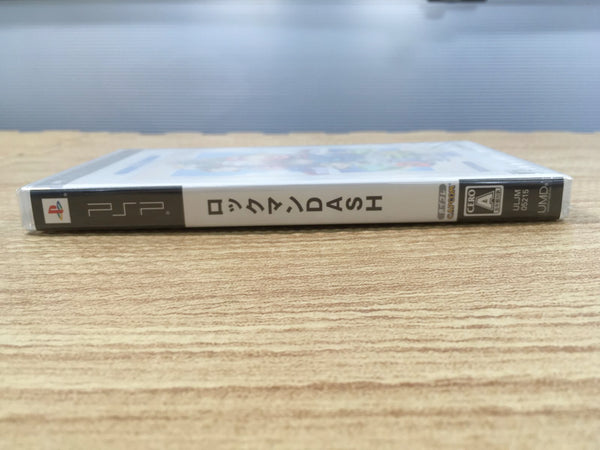 PSP
ロックマンDASH
CAPCOM
CERO
A
ULJM
05215
UMD